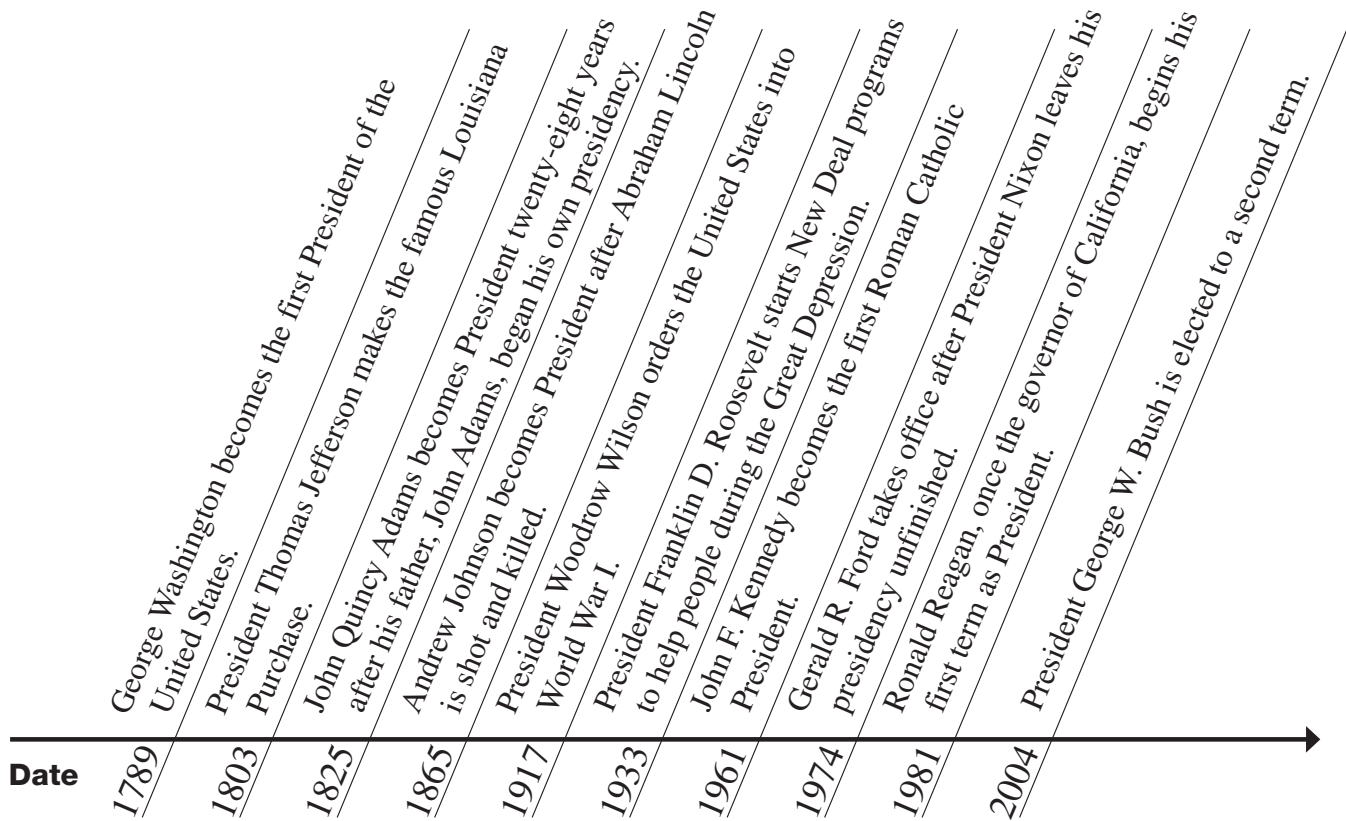 George Washington becomes the first President of the
United States.
President Thomas Jefferson makes the famous Louisiana
Purchase.
John Quincy Adams becomes President twenty-eight years
after his father, John Adams, began his own presidency.
Andrew Johnson becomes President after Abraham Lincoln
is shot and killed.
President Woodrow Wilson orders the United States into
World War I.
President Franklin D. Roosevelt starts New Deal programs
to help people during the Great Depression.
John F. Kennedy becomes the first Roman Catholic
President.
Gerald R. Ford takes office after President Nixon leaves his
presidency unfinished.
Ronald Reagan, once the governor of California, begins his
first term as President.
President George W. Bush is elected to a second term.
Date
1789
1803
1825
1865
1917
1933
1961
1974
1981
2004